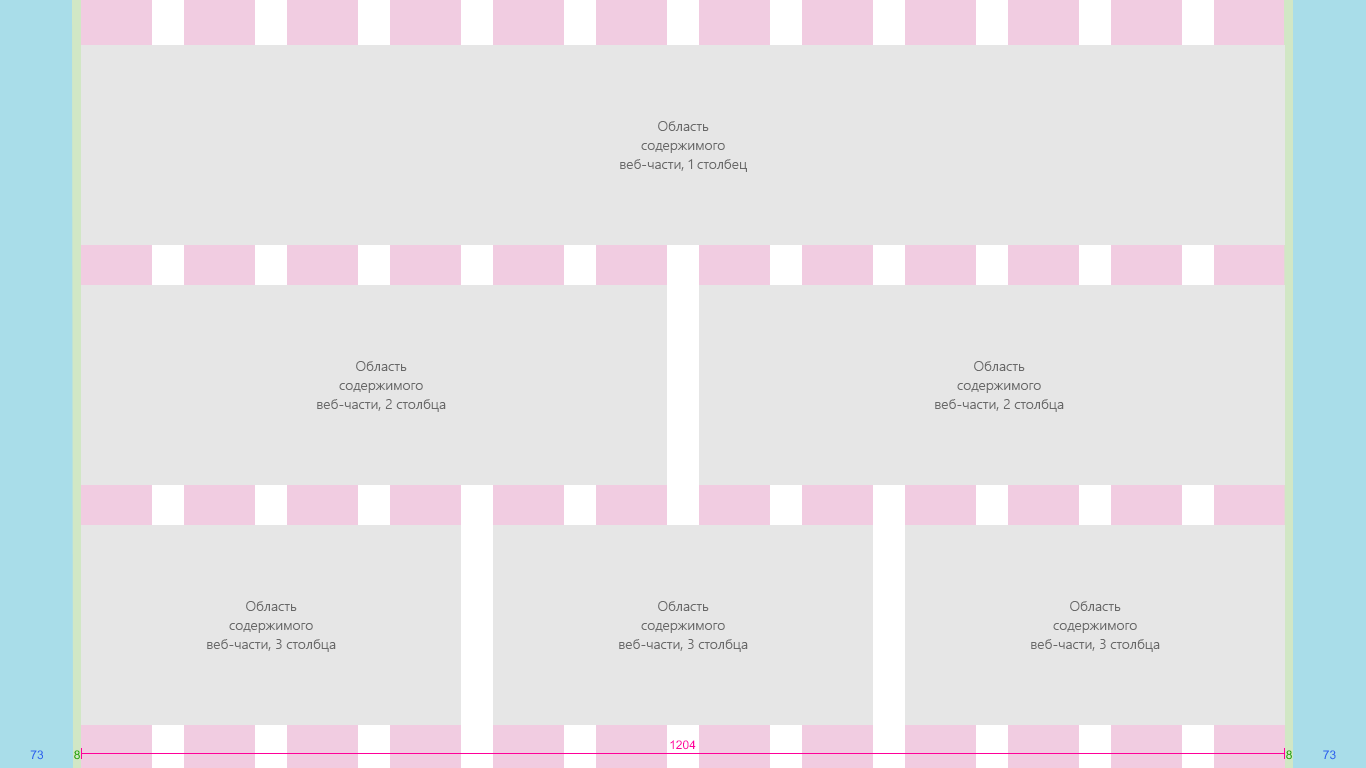 Область
содержимого
веб-части, 1 столбец
Область
содержимого
веб-части, 2 столбца
Область
содержимого
веб-части, 2 столбца
Область
содержимого
веб-части, 3 столбца
Область
содержимого
веб-части, 3 столбца
Область
содержимого
веб-части, 3 столбца
73
8
1204
8
73